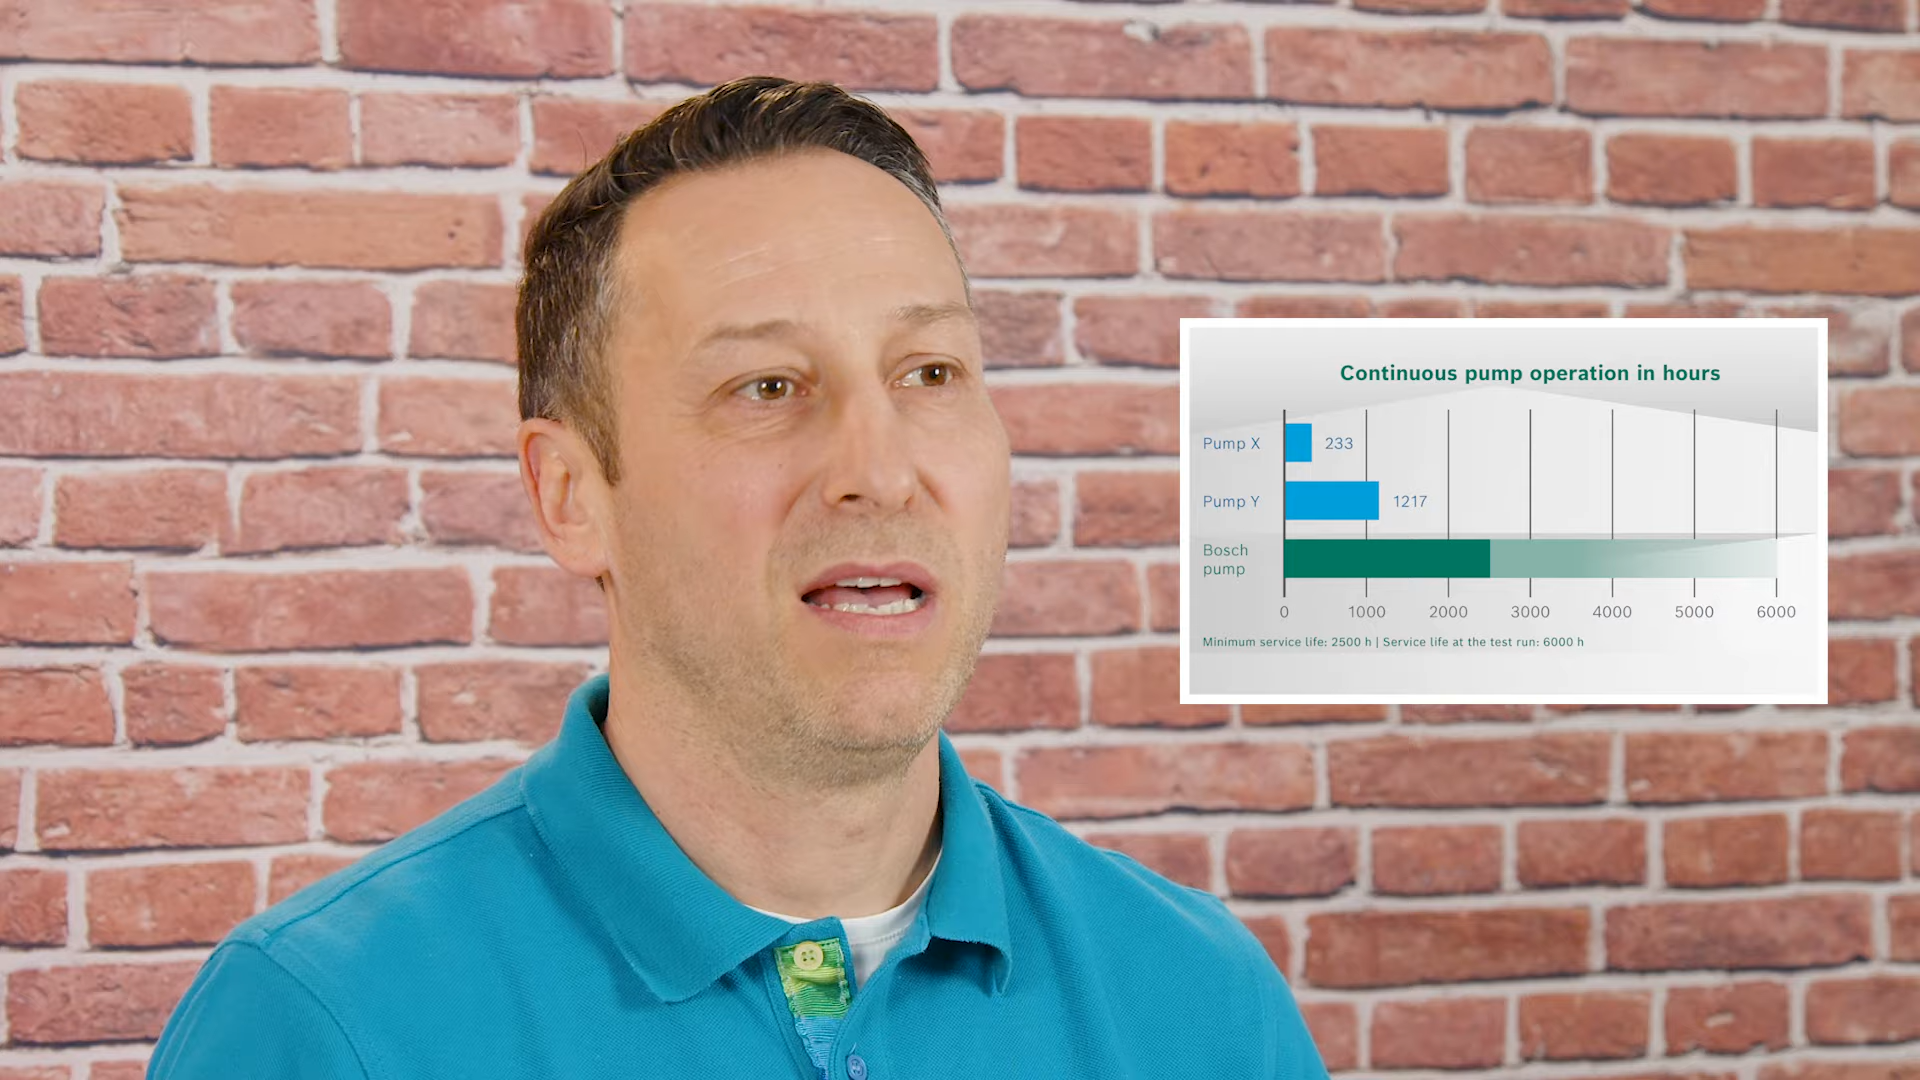 Continuous pump operation in hours
Pump X 233
Pump Y 1217
Bosch
pump
0 1000 2000 3000 4000 5000 6000
Minimum service life: 2500 h | Service life at the test run: 6000 h